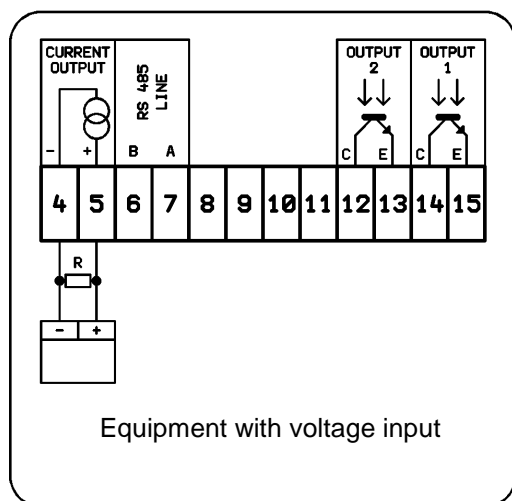 CURRENT
OUTPUT
- +
RS 485
LINE
B A
OUTPUT
2
C E
OUTPUT
1
C E
4 5 6 7 8 9 10 11 12 13 14 15
R
- +
Equipment with voltage input